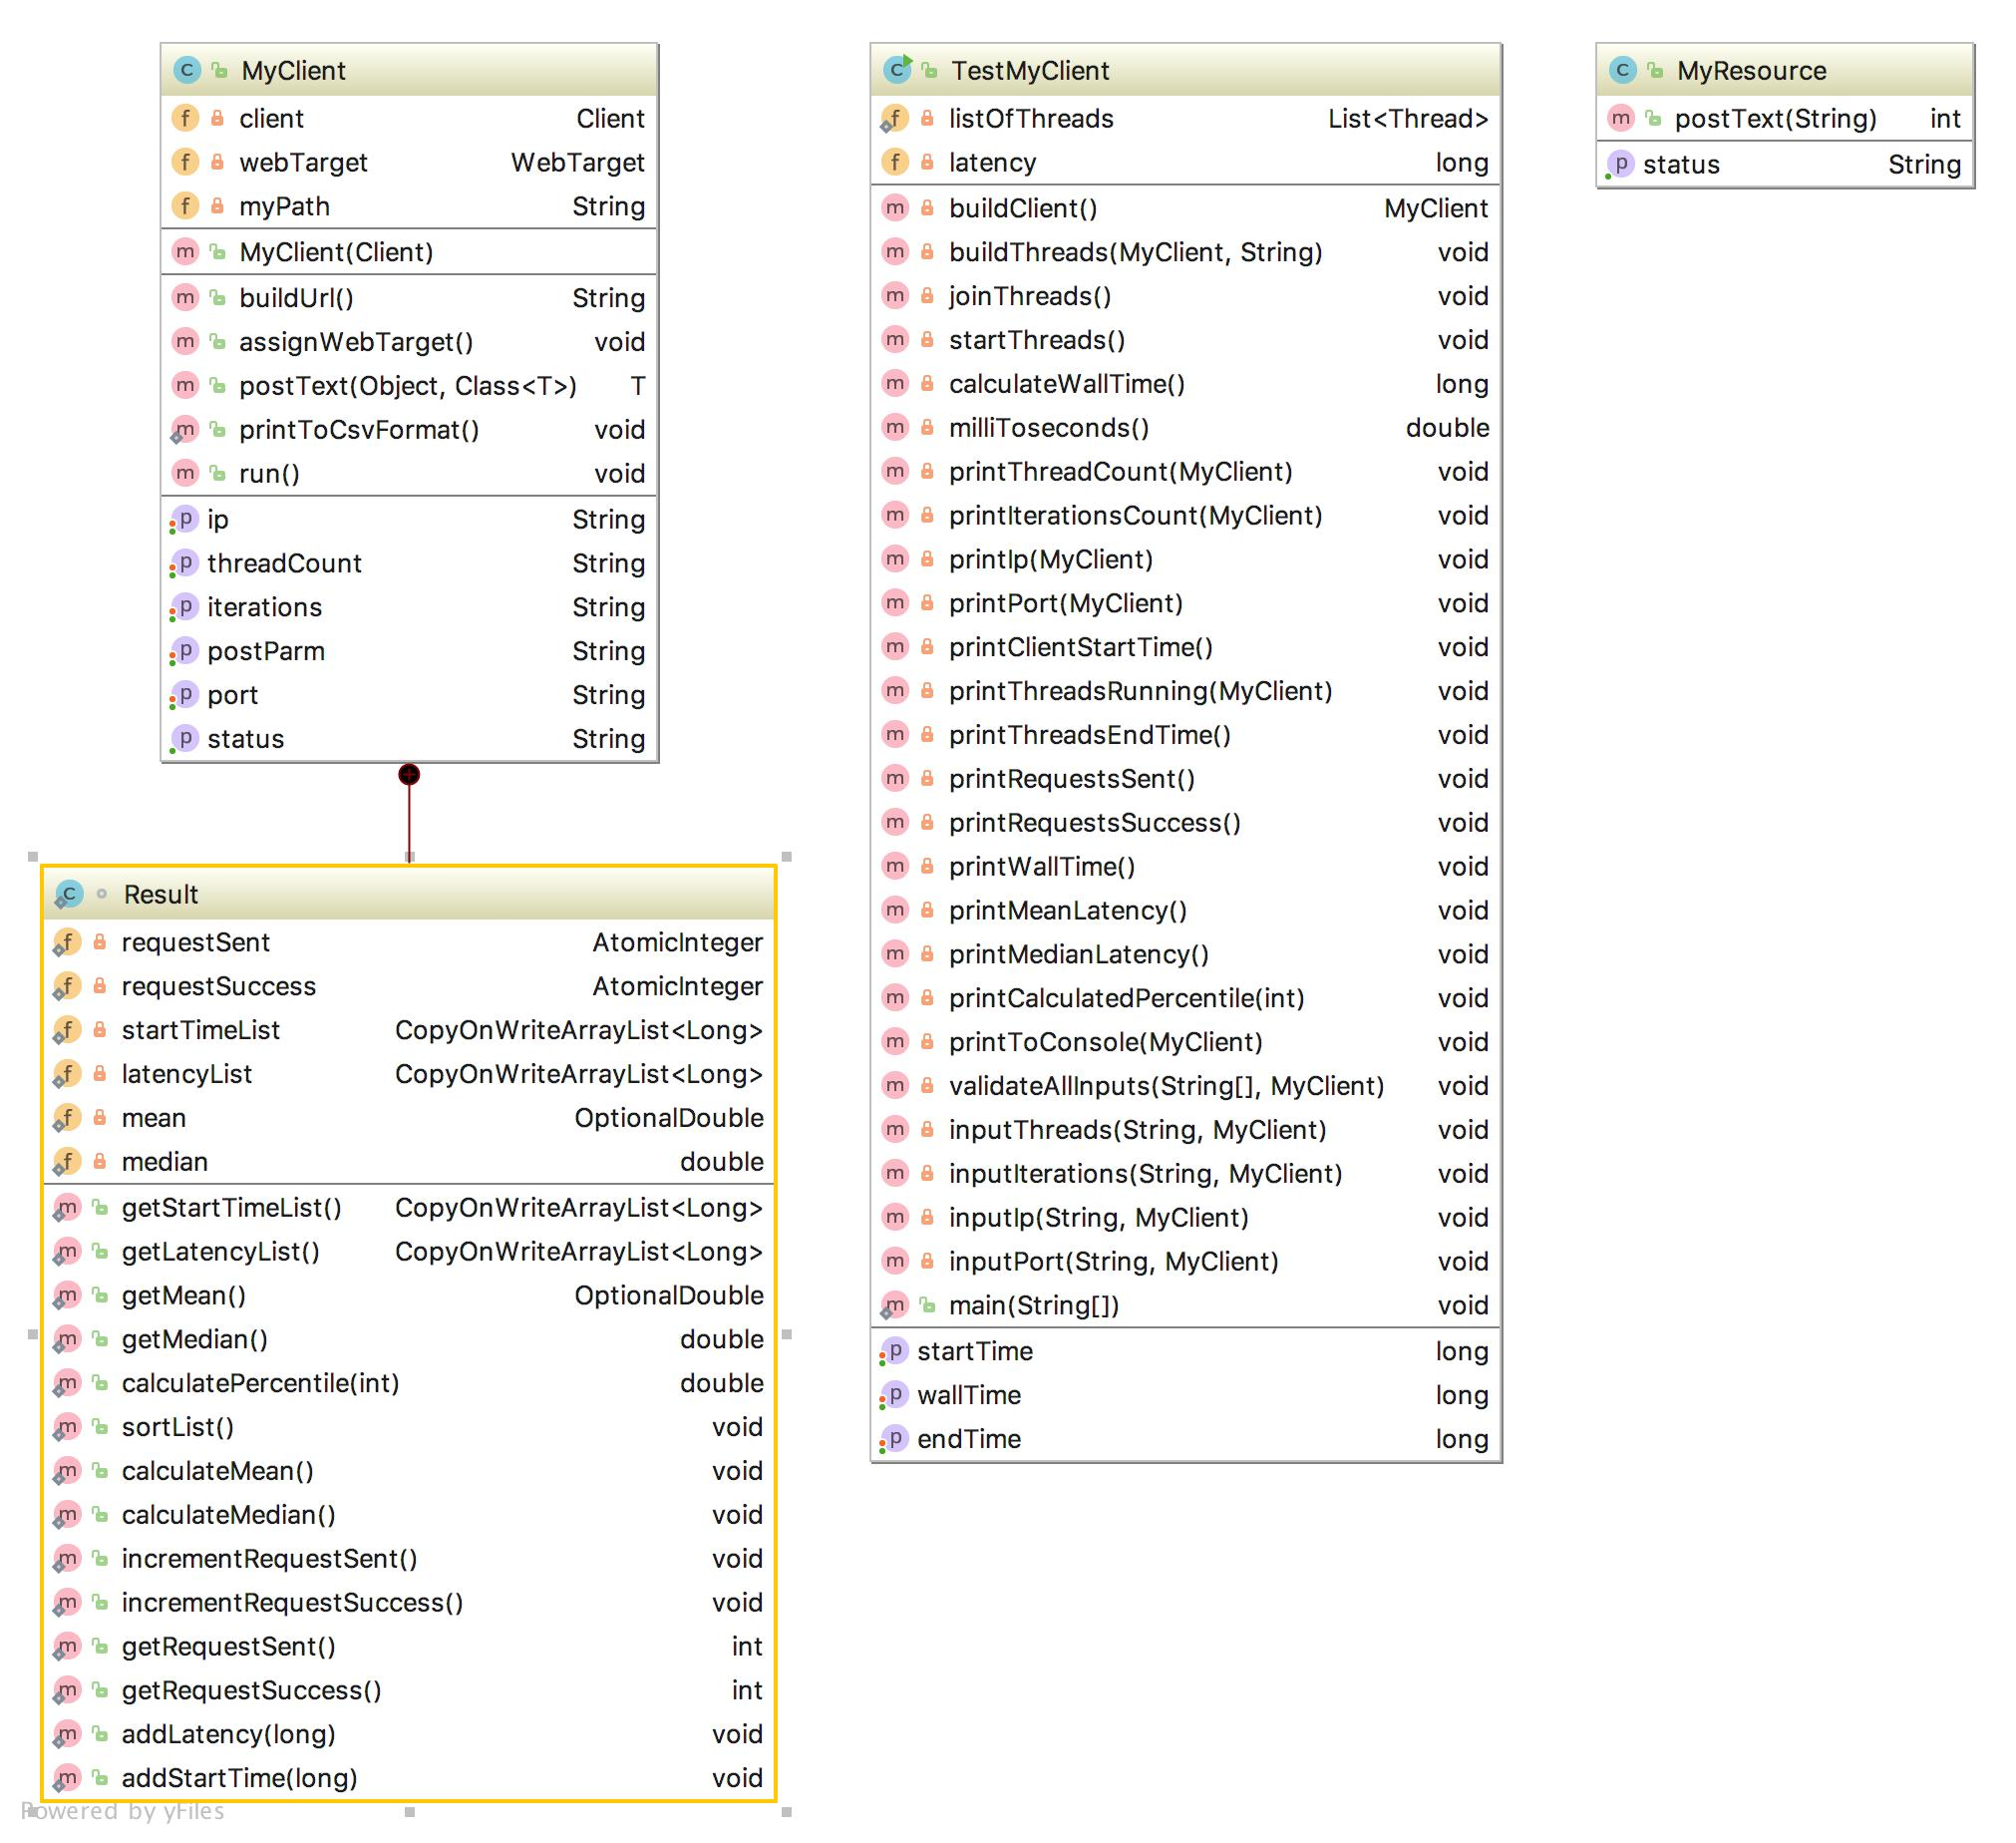 MyClient
client Client
webTarget WebTarget
myPath String
MyClient(Client)
buildUrl() String
assignWebTarget() void
postText(Object, Class<T>) T
printToCsvFormat() void
run() void
ip String
threadCount String
iterations String
postParm String
port String
status String
Result
requestSent AtomicInteger
requestSuccess AtomicInteger
startTimeList CopyOnWriteArrayList<Long>
latencyList CopyOnWriteArrayList<Long>
mean OptionalDouble
median double
getStartTimeList() CopyOnWriteArrayList<Long>
getLatencyList() CopyOnWriteArrayList<Long>
getMean() OptionalDouble
getMedian() double
calculatePercentile(int) double
sortList() void
calculateMean() void
calculateMedian() void
incrementRequestSent() void
incrementRequestSuccess() void
getRequestSent() int
getRequestSuccess() int
addLatency(long) void
addStartTime(long) void
Powered by yFiles
TestMyClient
listOfThreads List<Thread>
latency long
buildClient() MyClient
buildThreads(MyClient, String) void
joinThreads() void
startThreads() void
calculateWallTime() long
milliToseconds() double
printThreadCount(MyClient) void
printIterationsCount(MyClient) void
printIp(MyClient) void
printPort(MyClient) void
printClientStartTime() void
printThreadsRunning(MyClient) void
printThreadsEndTime() void
printRequestsSent() void
printRequestsSuccess() void
printWallTime() void
printMeanLatency() void
printMedianLatency() void
printCalculatedPercentile(int) void
printToConsole(MyClient) void
validateAllInputs(String[], MyClient) void
inputThreads(String, MyClient) void
inputIterations(String, MyClient) void
inputIp(String, MyClient) void
inputPort(String, MyClient) void
main(String[]) void
startTime long
wallTime long
endTime long
MyResource
postText(String) int
status String